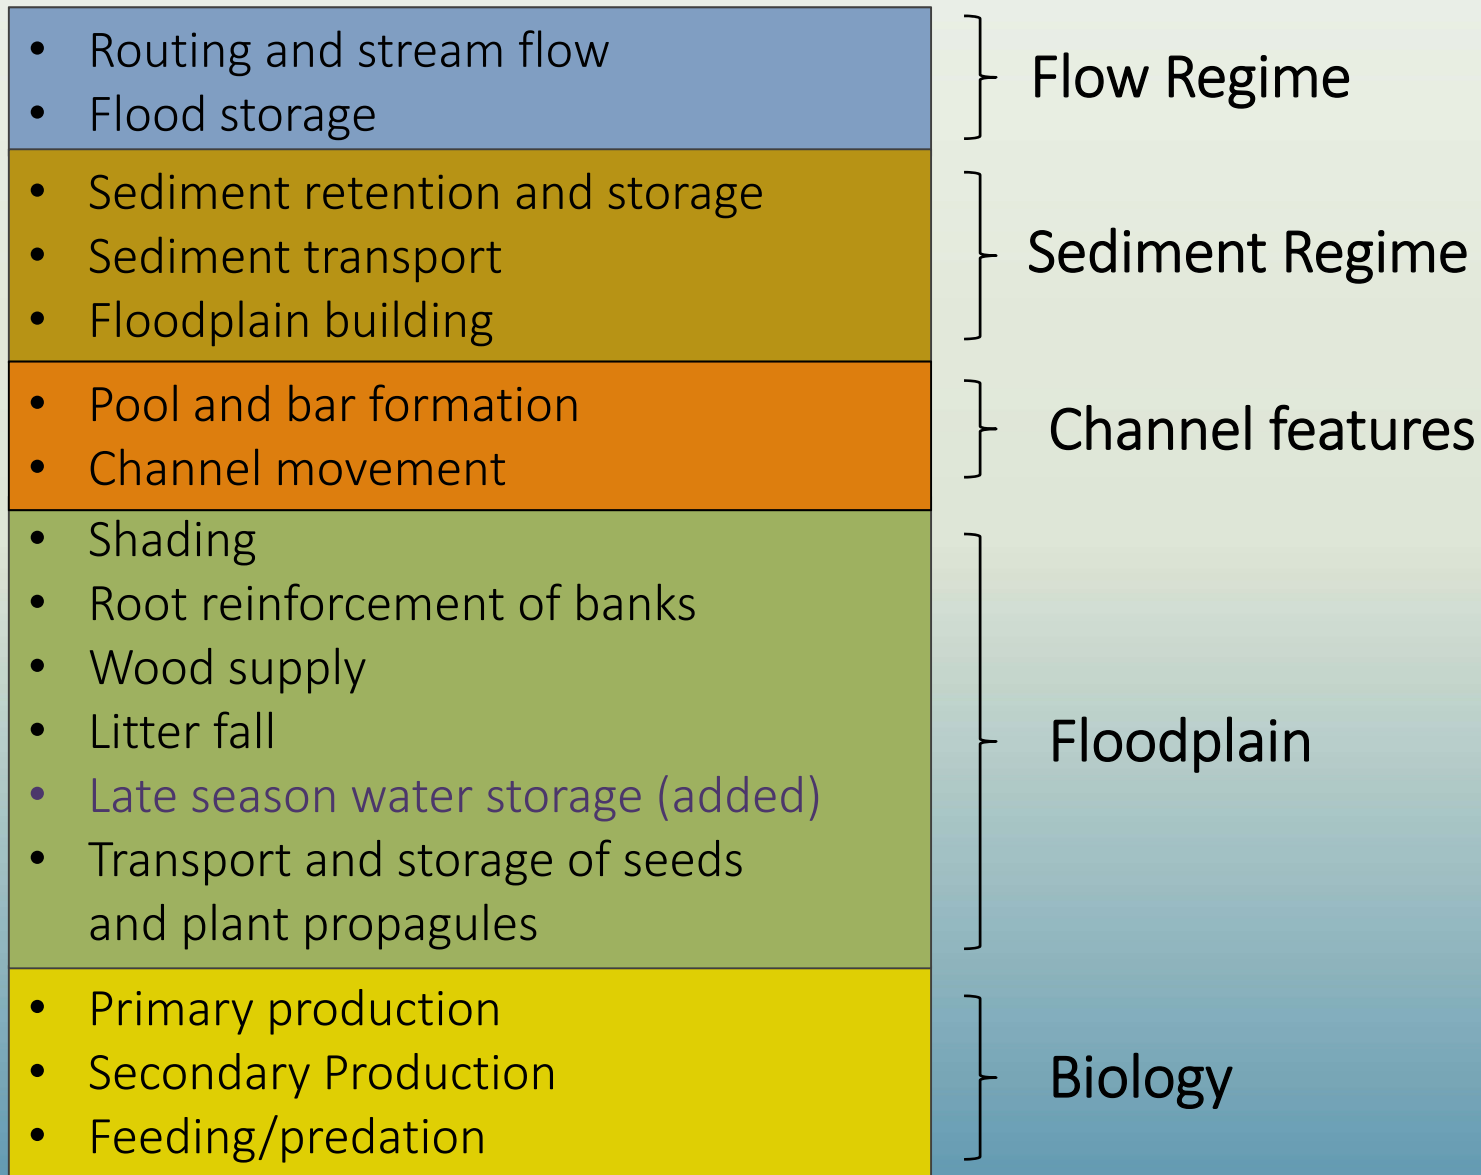 • Routing and stream flow
• Flood storage
Flow Regime
• Sediment retention and storage
• Sediment transport
• Floodplain building
Sediment Regime
• Pool and bar formation
• Channel movement
Channel features
• Shading
• Root reinforcement of banks
• Wood supply
• Litter fall
• Late season water storage (added)
• Transport and storage of seeds
and plant propagules
Floodplain
• Primary production
• Secondary Production
• Feeding/predation
Biology